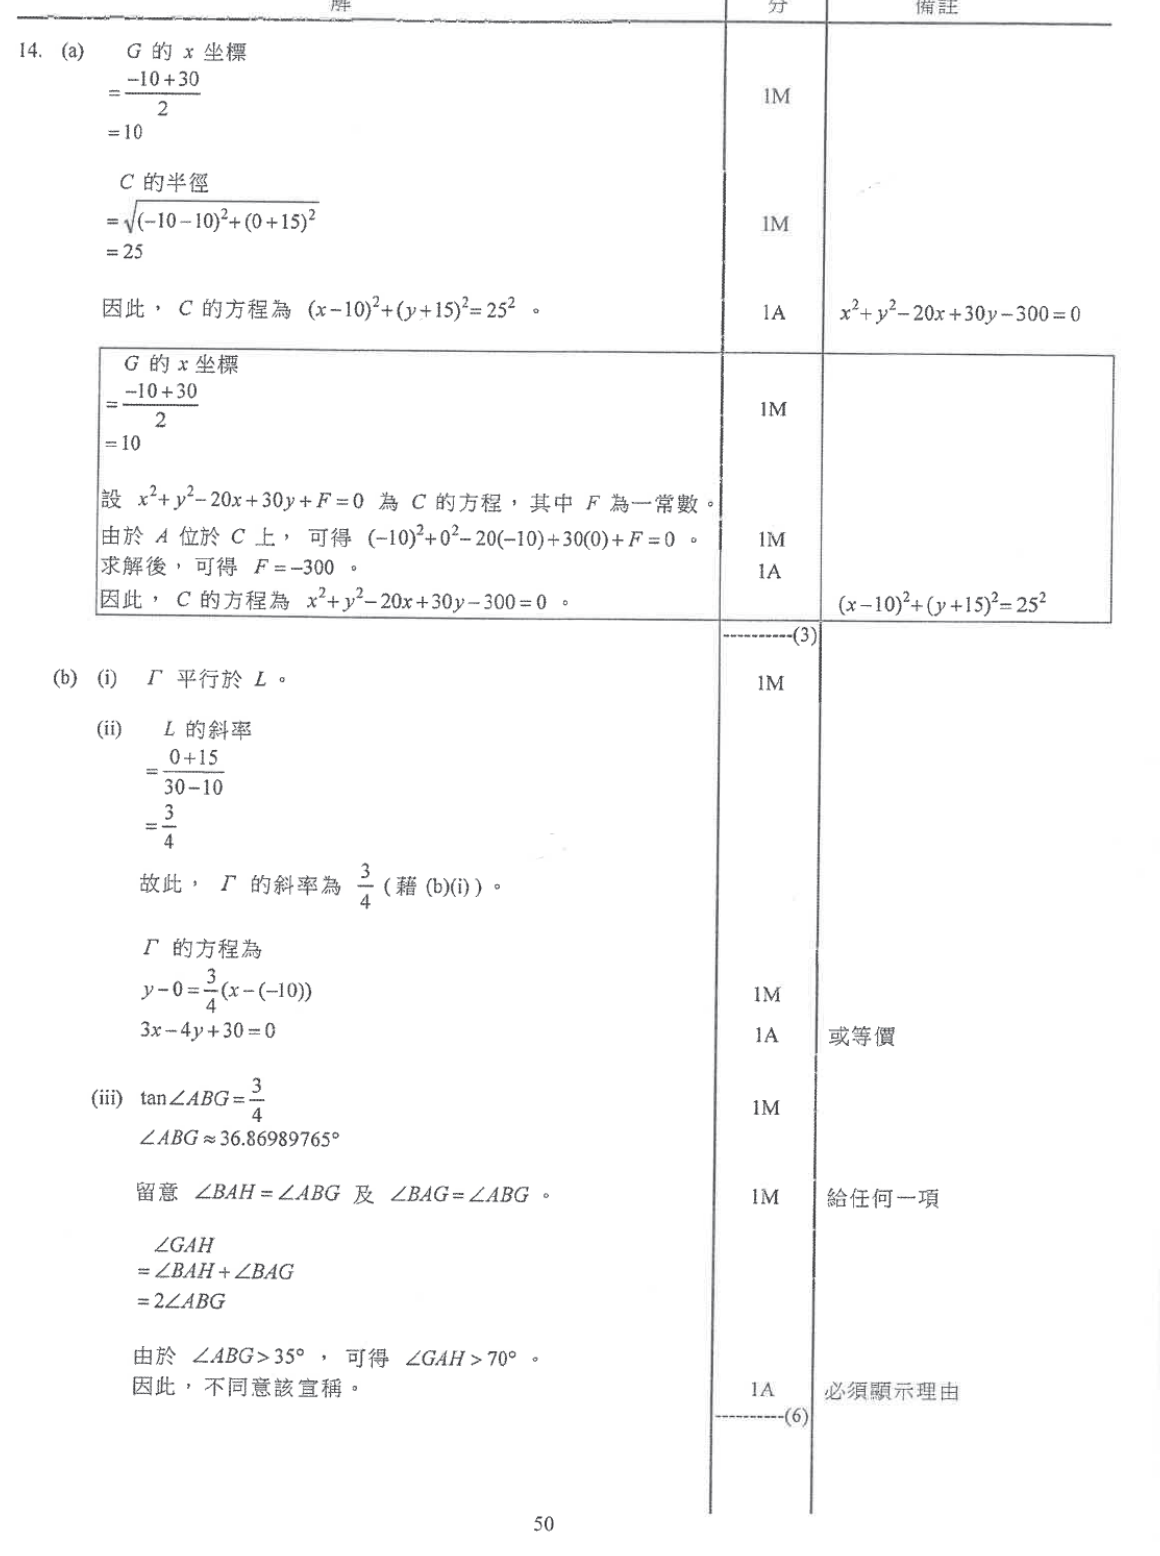 解 分 備註
14. (a) G 的 x 坐標
= (−10+30)/2 1M
= 10
C 的半徑
= √((−10−10)²+(0+15)²) 1M
= 25
因此， C 的方程為 (x−10)²+(y+15)²= 25² 。 1A x²+y²−20x+30y−300=0
G 的 x 坐標
= (−10+30)/2 1M
= 10
設 x²+y²−20x+30y+F=0 為 C 的方程，其中 F 為一常數。
由於 A 位於 C 上， 可得 (−10)²+0²−20(−10)+30(0)+F=0 。 1M
求解後，可得 F=−300 。 1A
因此， C 的方程為 x²+y²−20x+30y−300=0 。 (x−10)²+(y+15)²=25²
----------(3)
(b) (i) Γ 平行於 L 。 1M
(ii) L 的斜率
= (0+15)/(30−10)
= 3/4
故此， Γ 的斜率為 3/4 ( 藉 (b)(i) ) 。
Γ 的方程為
y−0=3/4(x−(−10)) 1M
3x−4y+30=0 1A 或等價
(iii) tan∠ABG=3/4 1M
∠ABG≈36.86989765°
留意 ∠BAH=∠ABG 及 ∠BAG=∠ABG 。 1M 給任何一項
∠GAH
=∠BAH+∠BAG
=2∠ABG
由於 ∠ABG>35° ， 可得 ∠GAH>70° 。
因此，不同意該宣稱。 1A 必須顯示理由
----------(6)
50